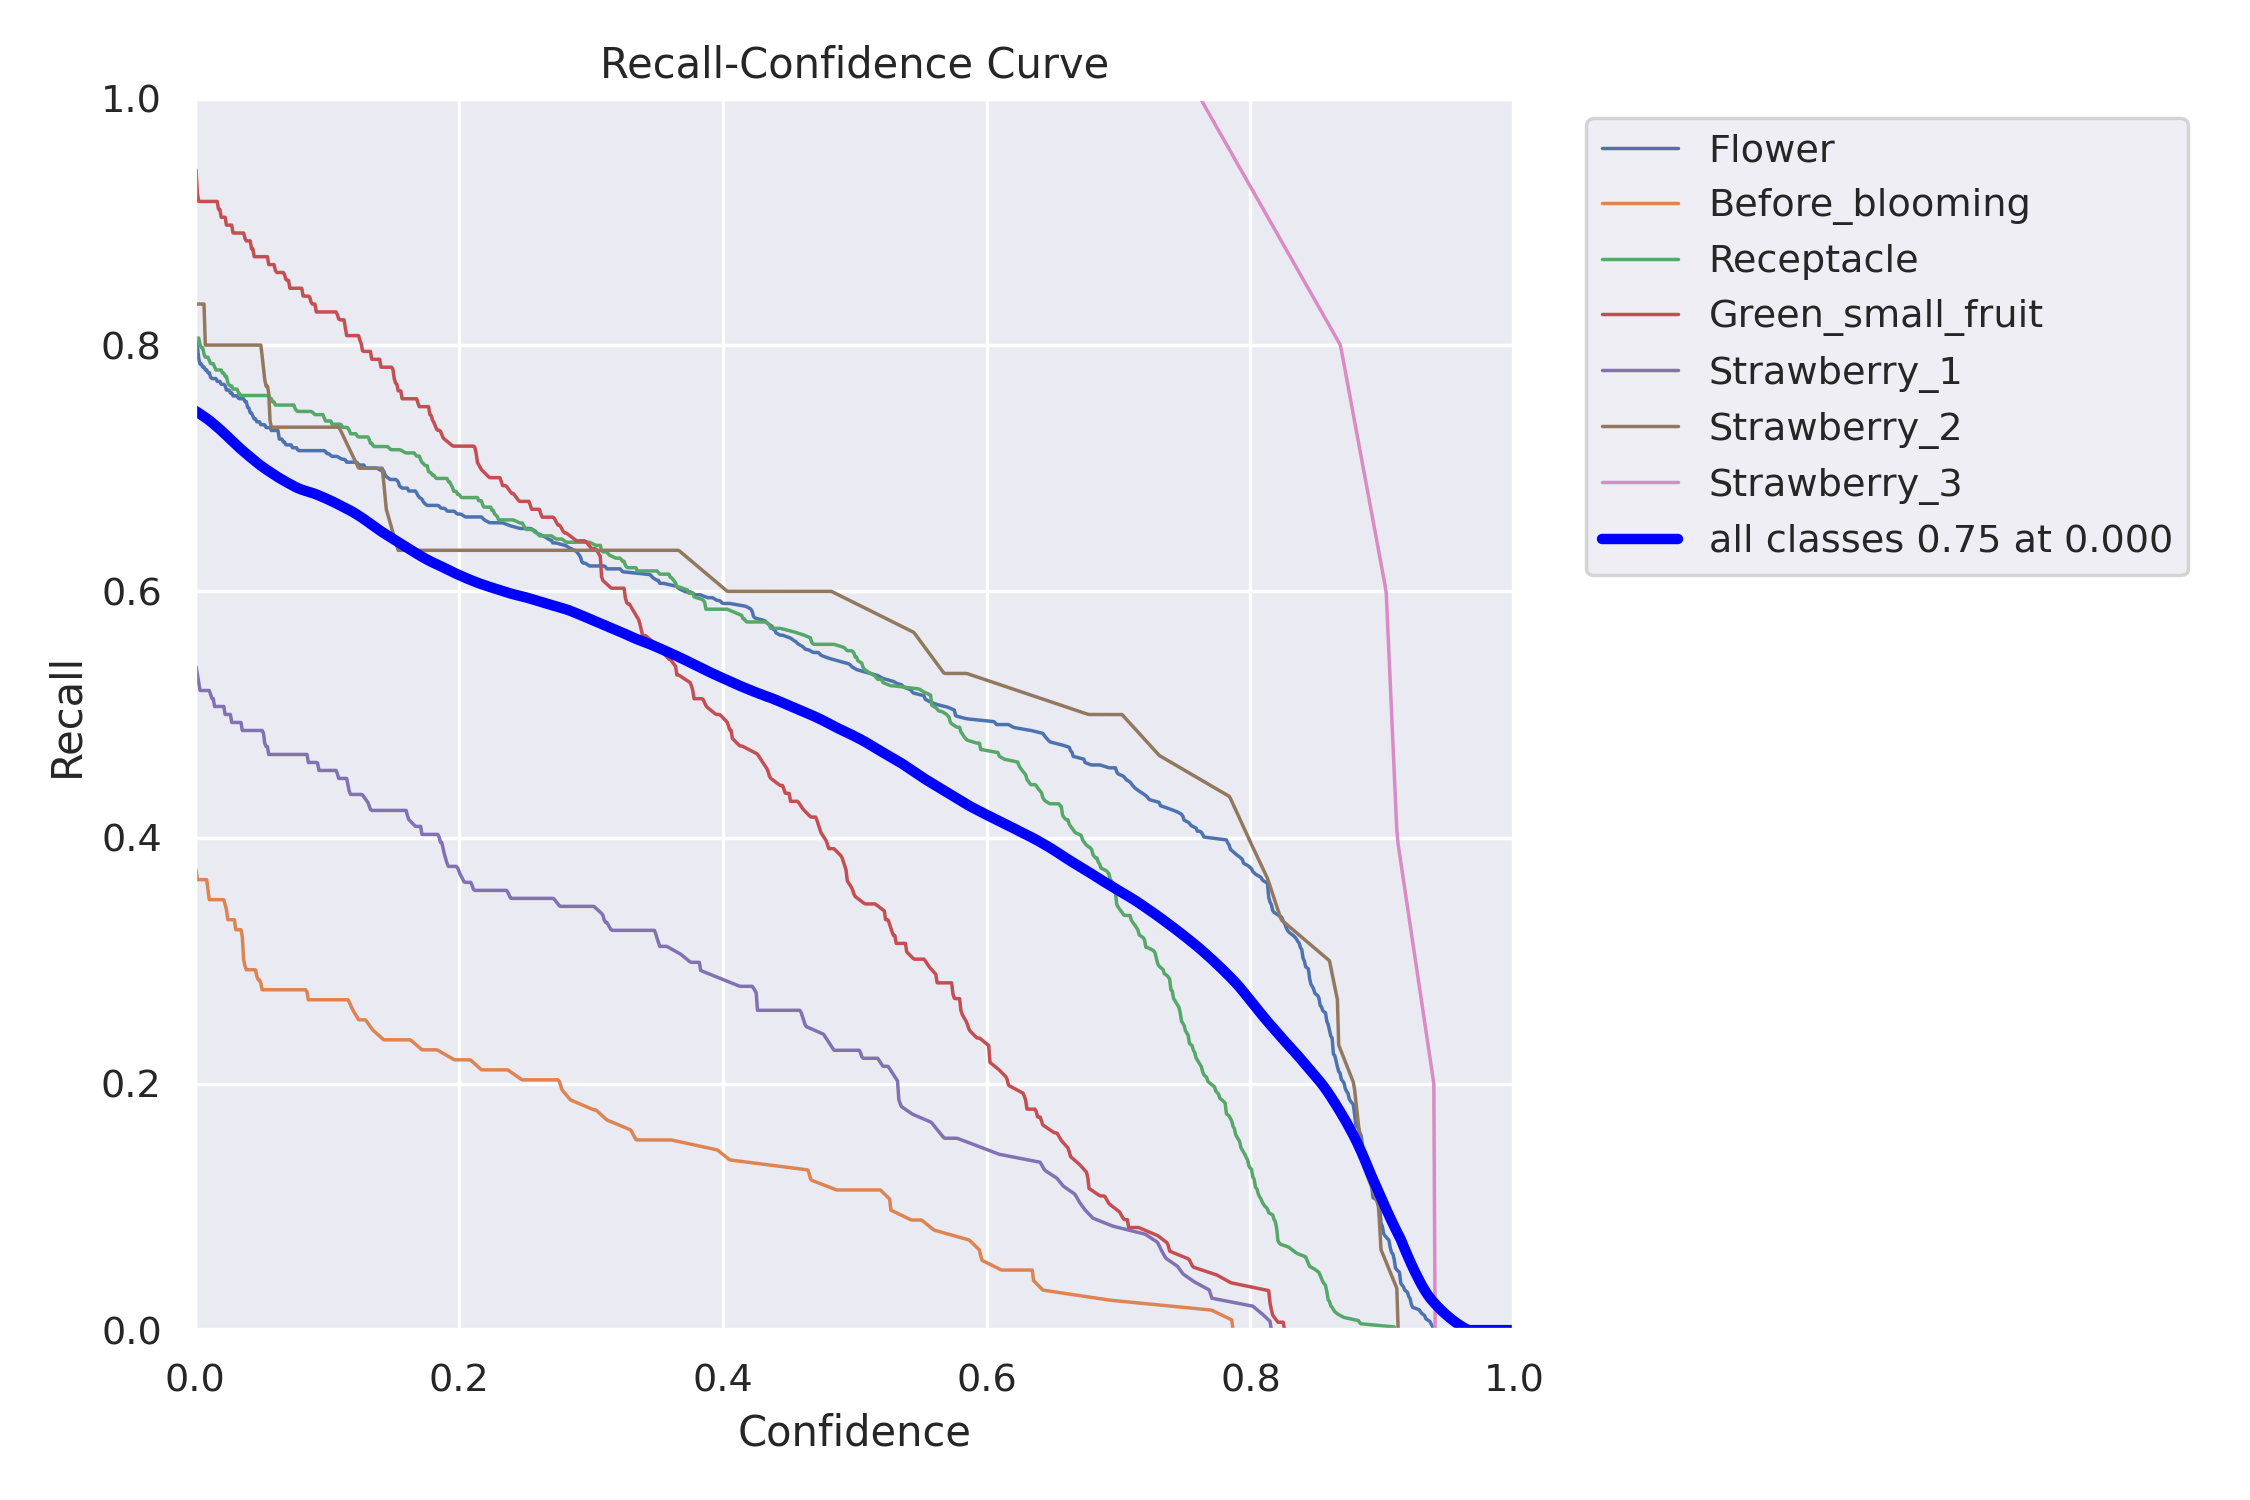 Recall-Confidence Curve
1.0
0.8
0.6
0.4
0.2
0.0
Recall
0.0 0.2 0.4 0.6 0.8 1.0
Confidence
Flower
Before_blooming
Receptacle
Green_small_fruit
Strawberry_1
Strawberry_2
Strawberry_3
all classes 0.75 at 0.000